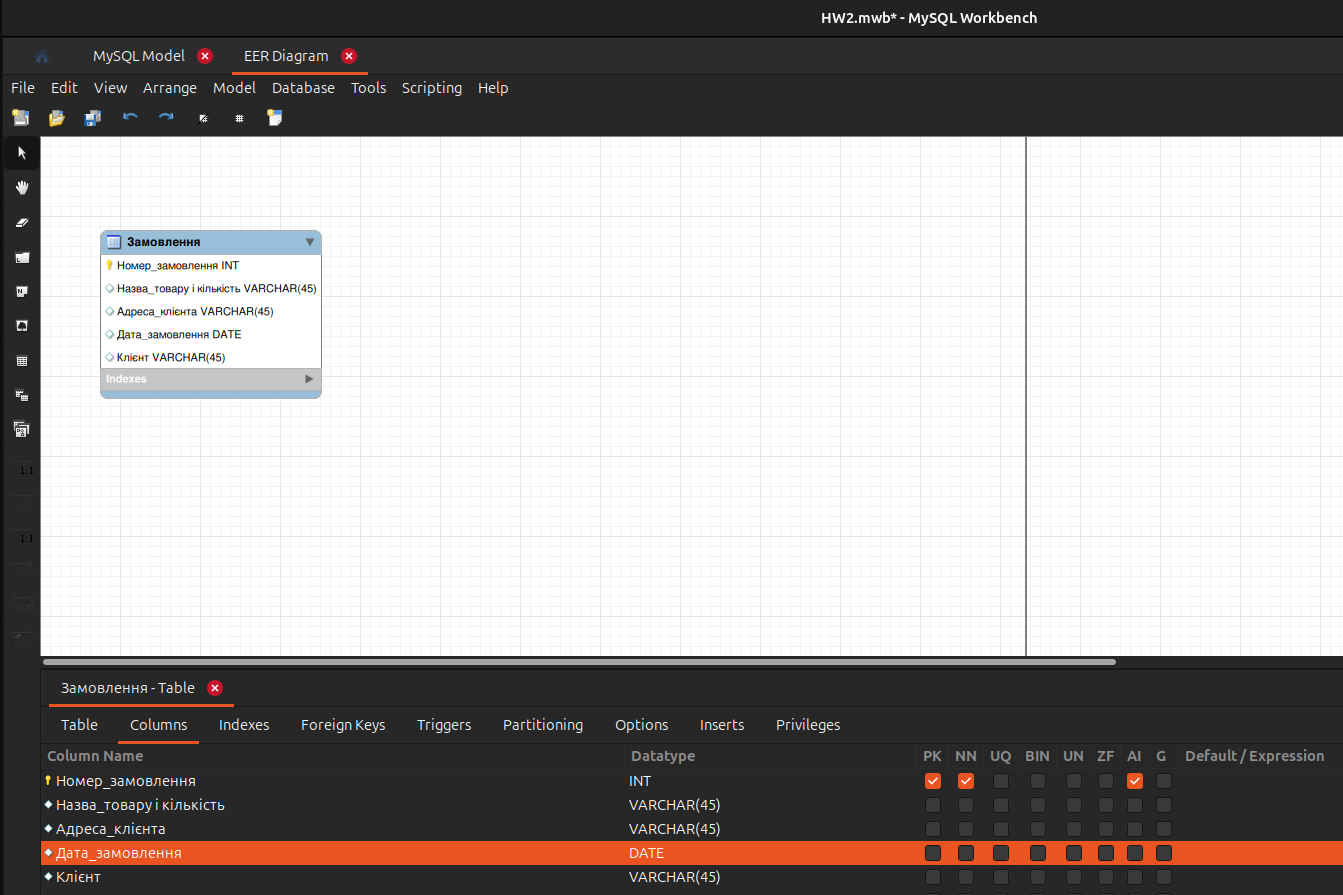 HW2.mwb* - MySQL Workbench
MySQL Model EER Diagram
File Edit View Arrange Model Database Tools Scripting Help
Замовлення
Номер_замовлення INT
Назва_товару і кількість VARCHAR(45)
Адреса_клієнта VARCHAR(45)
Дата_замовлення DATE
Клієнт VARCHAR(45)
Indexes
1:1
1:1
Замовлення - Table
Table Columns Indexes Foreign Keys Triggers Partitioning Options Inserts Privileges
Column Name Datatype PK NN UQ BIN UN ZF AI G Default / Expression
Номер_замовлення INT
Назва_товару і кількість VARCHAR(45)
Адреса_клієнта VARCHAR(45)
Дата_замовлення DATE
Клієнт VARCHAR(45)